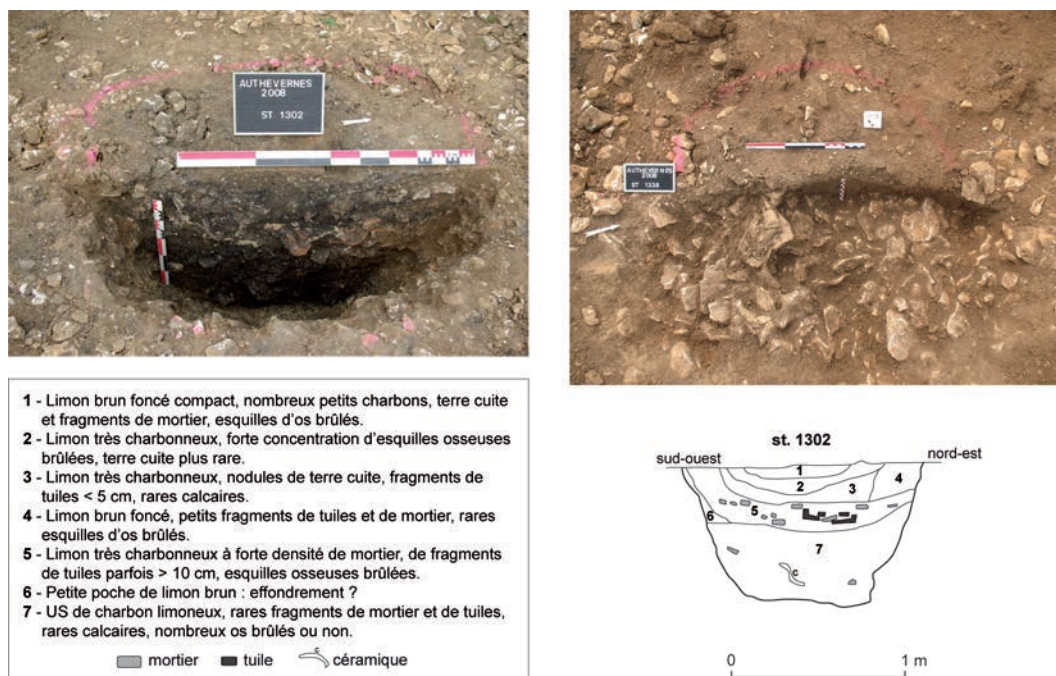 AUTHEVERNES
2008
ST 1302
AUTHEVERNES
2008
ST 1338
1 - Limon brun foncé compact, nombreux petits charbons, terre cuite
et fragments de mortier, esquilles d'os brûlés.
2 - Limon très charbonneux, forte concentration d'esquilles osseuses
brûlées, terre cuite plus rare.
3 - Limon très charbonneux, nodules de terre cuite, fragments de
tuiles < 5 cm, rares calcaires.
4 - Limon brun foncé, petits fragments de tuiles et de mortier, rares
esquilles d'os brûlés.
5 - Limon très charbonneux à forte densité de mortier, de fragments
de tuiles parfois > 10 cm, esquilles osseuses brûlées.
6 - Petite poche de limon brun : effondrement ?
7 - US de charbon limoneux, rares fragments de mortier et de tuiles,
rares calcaires, nombreux os brûlés ou non.
mortier tuile c céramique
st. 1302
sud-ouest nord-est
1
2
3
4
5
6
7
c
0 1 m